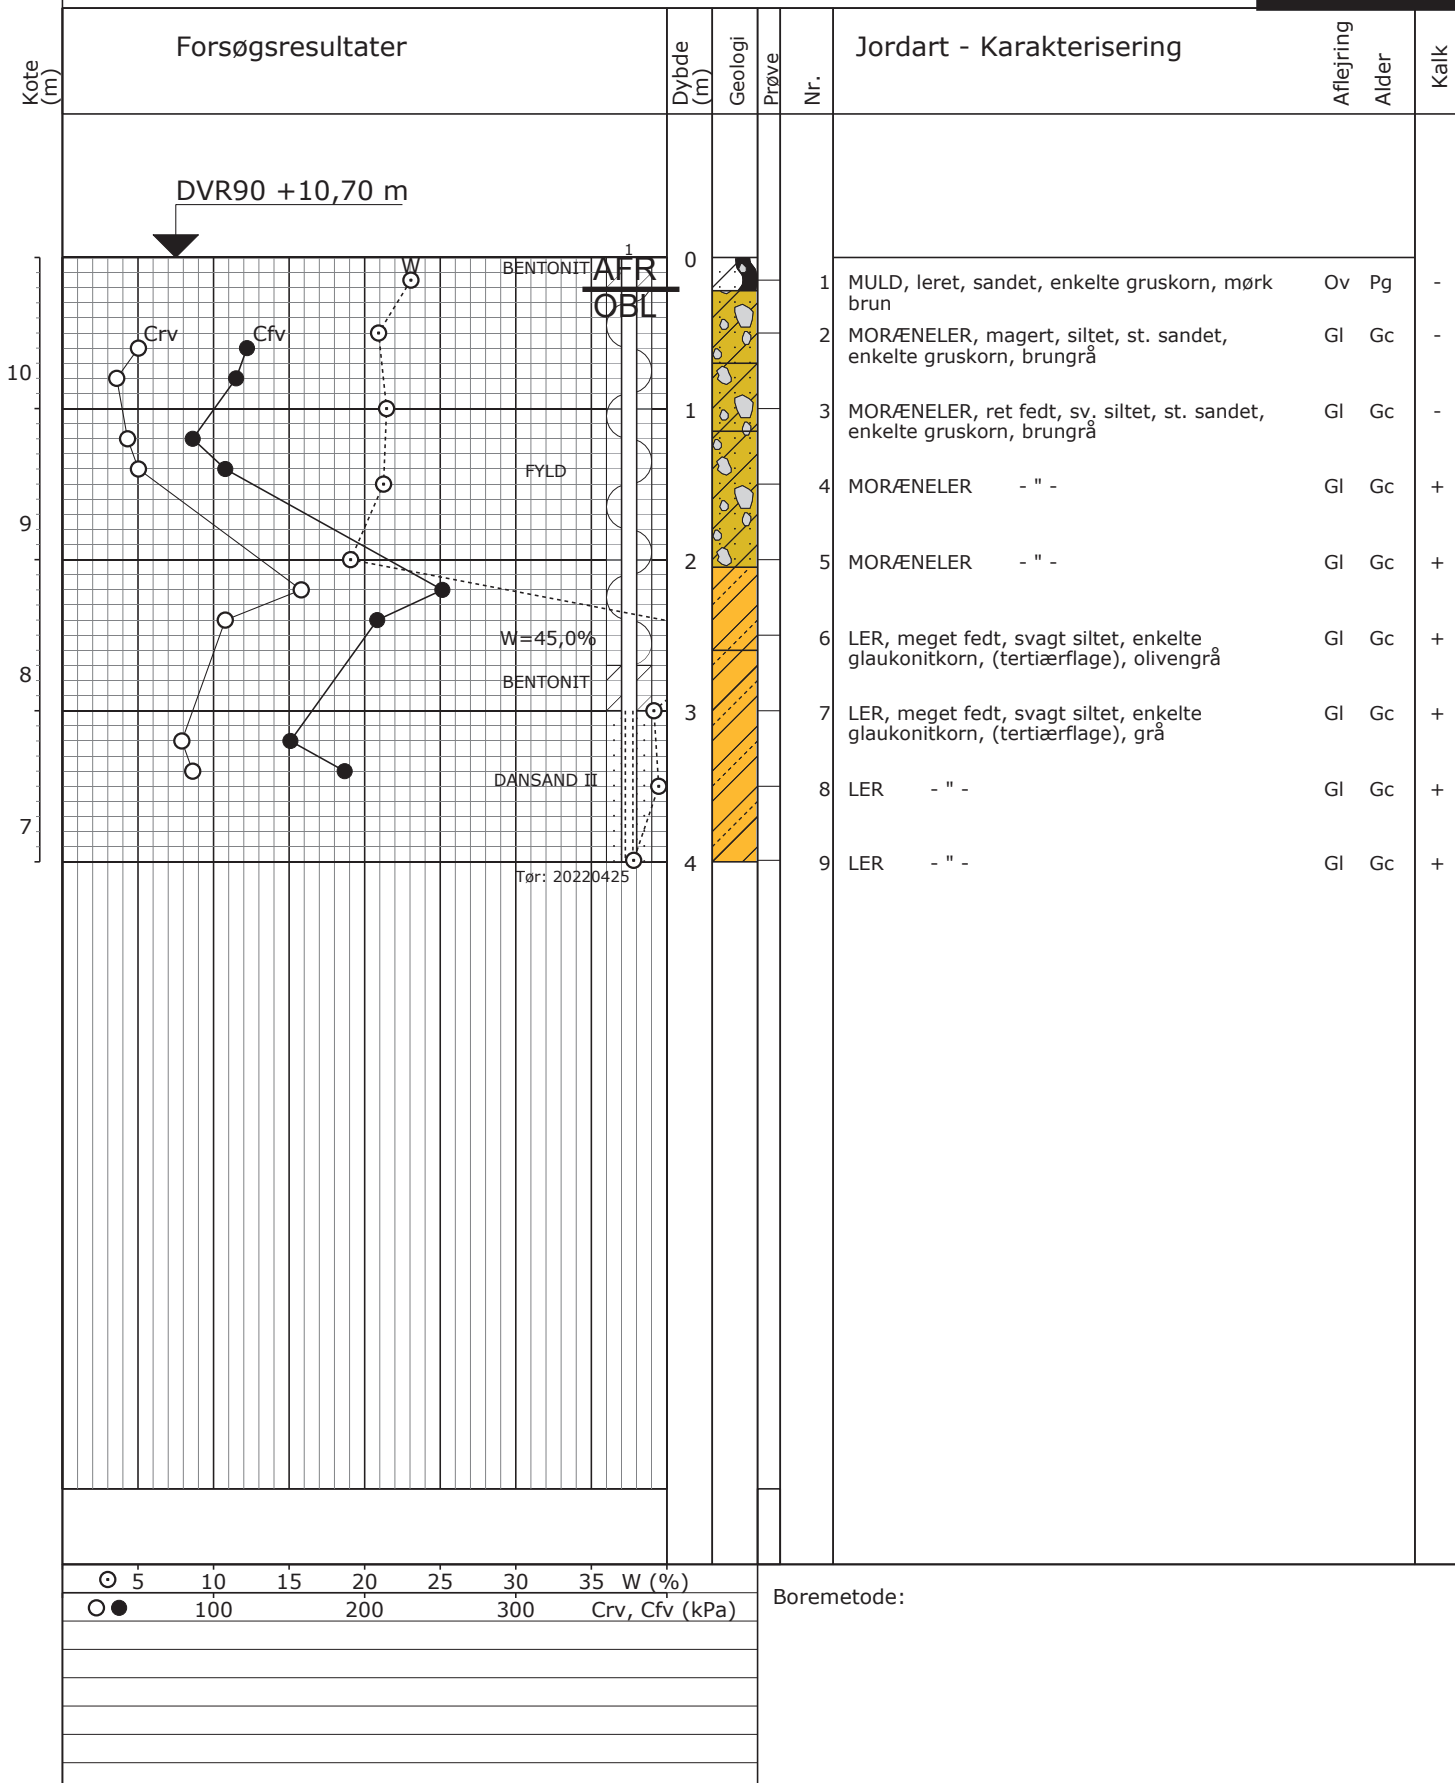 Kote
(m)
Forsøgsresultater
Dybde
(m)
Geologi
Prøve
Nr.
Jordart - Karakterisering
Aflejring
Alder
Kalk
DVR90 +10,70 m
1
W
BENTONIT
AFR
OBL
0
1 MULD, leret, sandet, enkelte gruskorn, mørk Ov Pg -
brun
Crv
Cfv
2 MORÆNELER, magert, siltet, st. sandet, Gl Gc -
enkelte gruskorn, brungrå
10
1
3 MORÆNELER, ret fedt, sv. siltet, st. sandet, Gl Gc -
enkelte gruskorn, brungrå
FYLD
4 MORÆNELER - " - Gl Gc +
9
2
5 MORÆNELER - " - Gl Gc +
W=45,0%
6 LER, meget fedt, svagt siltet, enkelte Gl Gc +
glaukonitkorn, (tertiærflage), olivengrå
8
BENTONIT
3
7 LER, meget fedt, svagt siltet, enkelte Gl Gc +
glaukonitkorn, (tertiærflage), grå
DANSAND II
8 LER - " - Gl Gc +
7
4
9 LER - " - Gl Gc +
Tør: 20220425
5 10 15 20 25 30 35 W (%)
100 200 300 Crv, Cfv (kPa)
Boremetode: